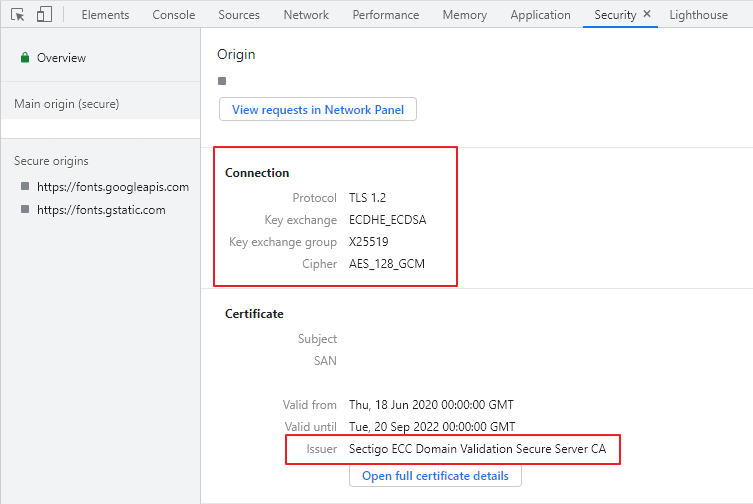 Elements Console Sources Network Performance Memory Application Security × Lighthouse
Overview
Main origin (secure)
Secure origins
https://fonts.googleapis.com
https://fonts.gstatic.com
Origin
View requests in Network Panel
Connection
Protocol TLS 1.2
Key exchange ECDHE_ECDSA
Key exchange group X25519
Cipher AES_128_GCM
Certificate
Subject
SAN
Valid from Thu, 18 Jun 2020 00:00:00 GMT
Valid until Tue, 20 Sep 2022 00:00:00 GMT
Issuer Sectigo ECC Domain Validation Secure Server CA
Open full certificate details